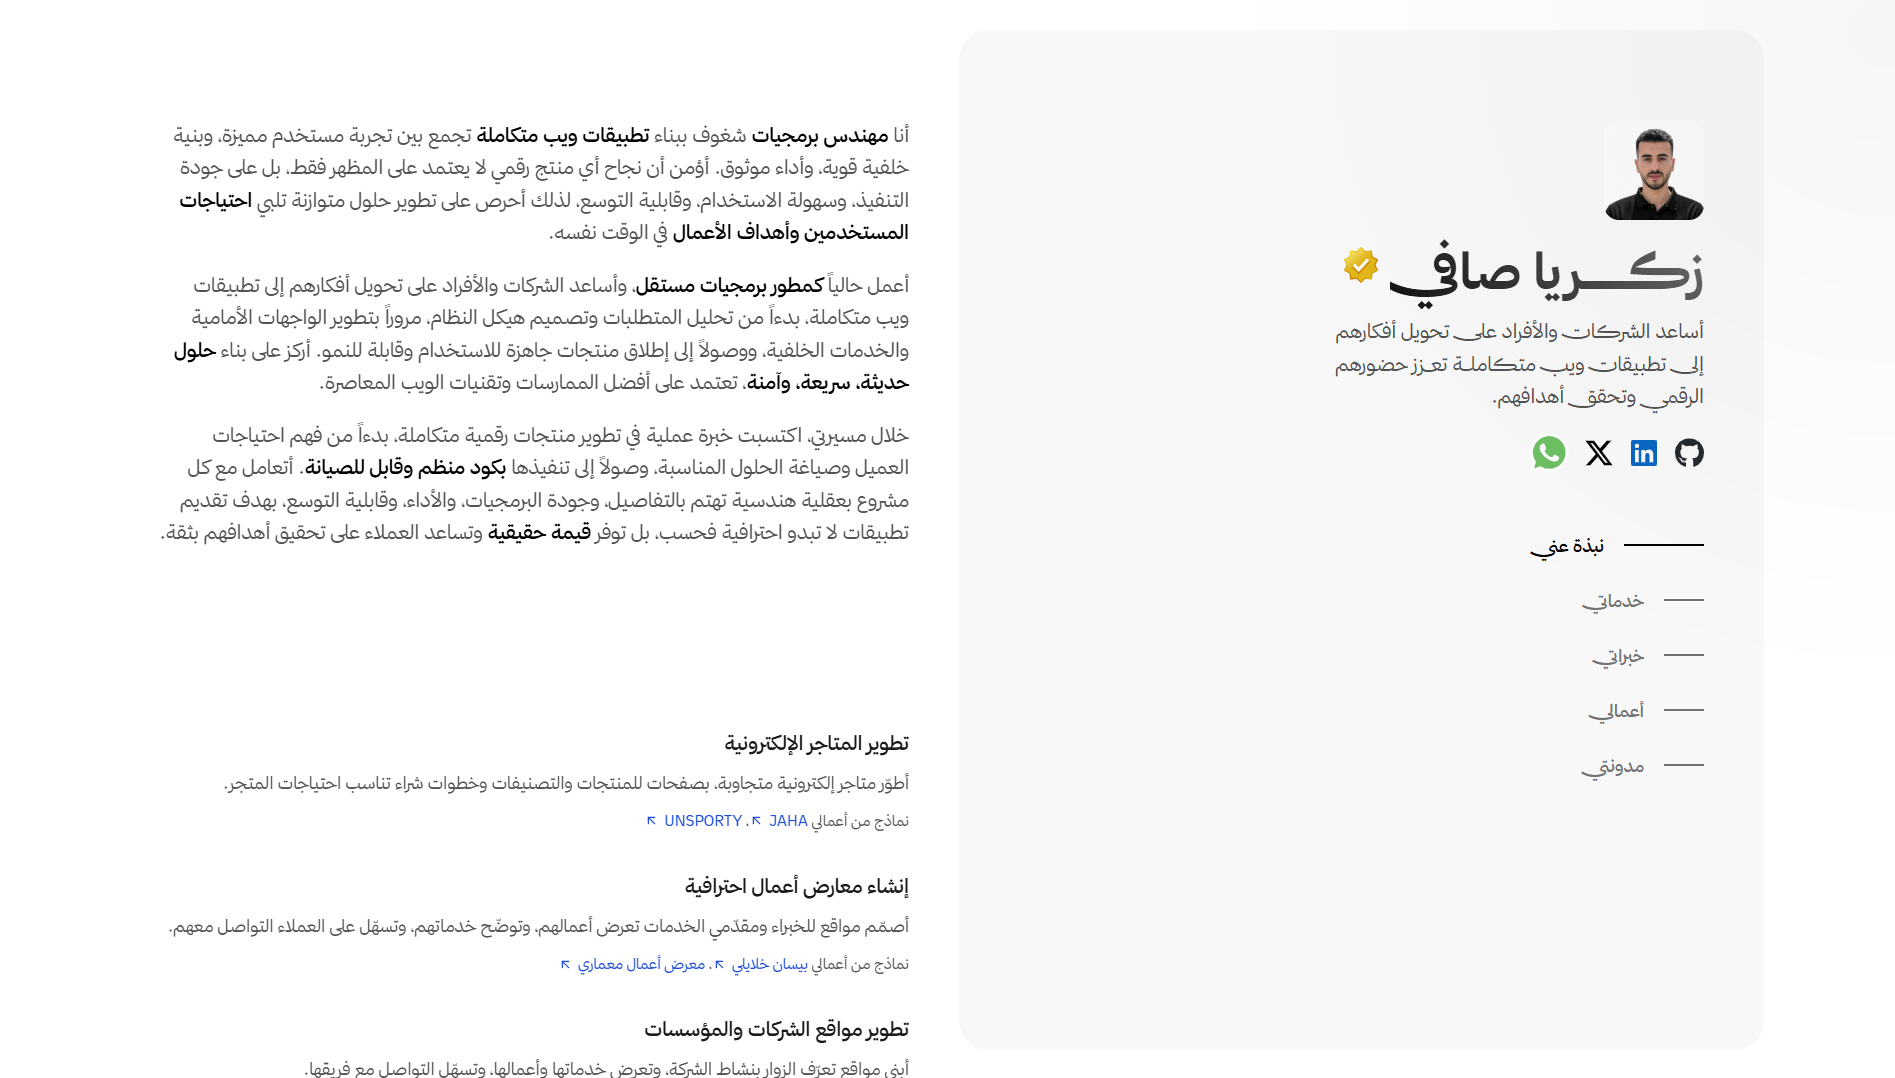 زكريا صافي
أساعد الشركات والأفراد على تحويل أفكارهم
إلى تطبيقات ويب متكاملة تعزز حضورهم
الرقمي وتحقق أهدافهم.
نبذة عني
خدماتي
خبراتي
أعمالي
مدونتي
أنا مهندس برمجيات شغوف ببناء تطبيقات ويب متكاملة تجمع بين تجربة مستخدم مميزة، وبنية
خلفية قوية، وأداء موثوق. أؤمن أن نجاح أي منتج رقمي لا يعتمد على المظهر فقط، بل على جودة
التنفيذ، وسهولة الاستخدام، وقابلية التوسع، لذلك أحرص على تطوير حلول متوازنة تلبي احتياجات
المستخدمين وأهداف الأعمال في الوقت نفسه.
أعمل حالياً كمطور برمجيات مستقل، وأساعد الشركات والأفراد على تحويل أفكارهم إلى تطبيقات
ويب متكاملة، بدءاً من تحليل المتطلبات وتصميم هيكل النظام، مروراً بتطوير الواجهات الأمامية
والخدمات الخلفية، ووصولاً إلى إطلاق منتجات جاهزة للاستخدام وقابلة للنمو. أركز على بناء حلول
حديثة، سريعة، وآمنة، تعتمد على أفضل الممارسات وتقنيات الويب المعاصرة.
خلال مسيرتي، اكتسبت خبرة عملية في تطوير منتجات رقمية متكاملة، بدءاً من فهم احتياجات
العميل وصياغة الحلول المناسبة، وصولاً إلى تنفيذها بكود منظم وقابل للصيانة. أتعامل مع كل
مشروع بعقلية هندسية تهتم بالتفاصيل، وجودة البرمجيات، والأداء، وقابلية التوسع، بهدف تقديم
تطبيقات لا تبدو احترافية فحسب، بل توفر قيمة حقيقية وتساعد العملاء على تحقيق أهدافهم بثقة.
تطوير المتاجر الإلكترونية
أطوّر متاجر إلكترونية متجاوبة، بصفحات للمنتجات والتصنيفات وخطوات شراء تناسب احتياجات المتجر.
نماذج من أعمالي JAHA، UNSPORTY
إنشاء معارض أعمال احترافية
أصمّم مواقع للخبراء ومقدّمي الخدمات تعرض أعمالهم، وتوضّح خدماتهم، وتسهّل على العملاء التواصل معهم.
نماذج من أعمالي بيسان خلايلي، معرض أعمال معماري
تطوير مواقع الشركات والمؤسسات
أبني مواقع تعرّف الزوار بنشاط الشركة، وتعرض خدماتها وأعمالها، وتسهّل التواصل مع فريقها.